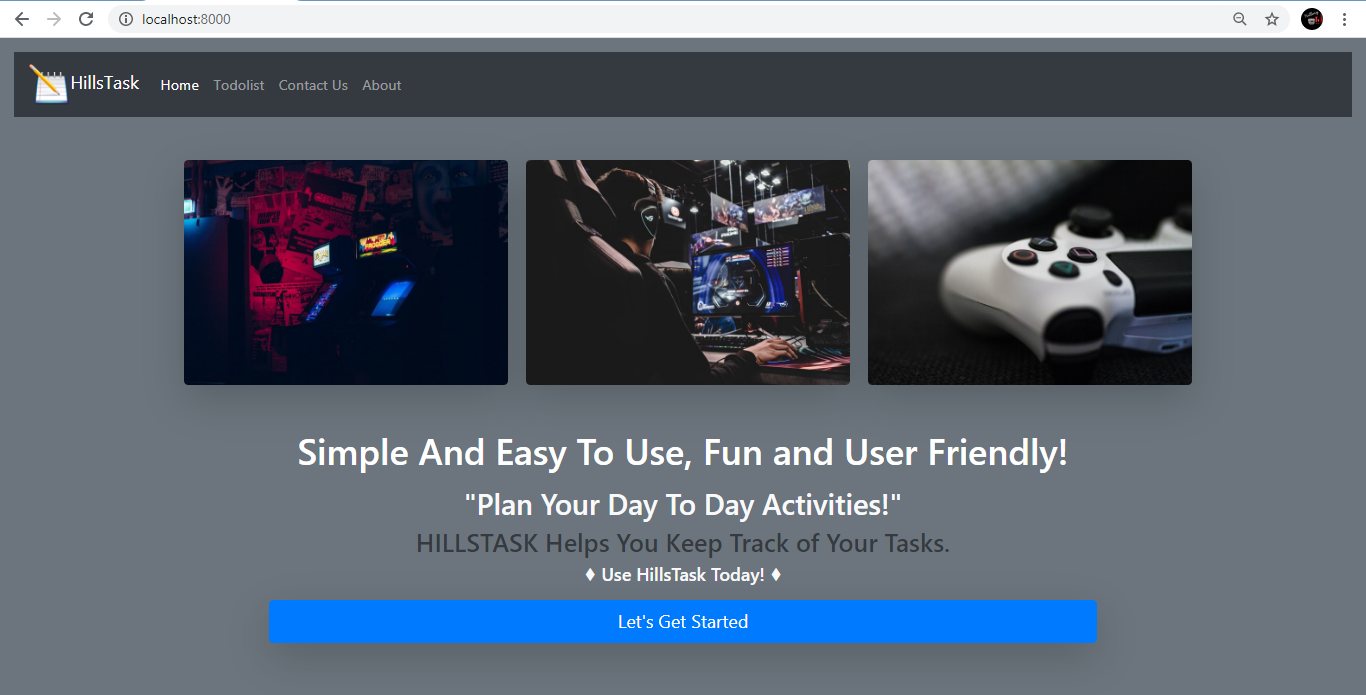 localhost:8000
HillsTask Home Todolist Contact Us About
Simple And Easy To Use, Fun and User Friendly!
"Plan Your Day To Day Activities!"
HILLSTASK Helps You Keep Track of Your Tasks.
♦ Use HillsTask Today! ♦
Let's Get Started